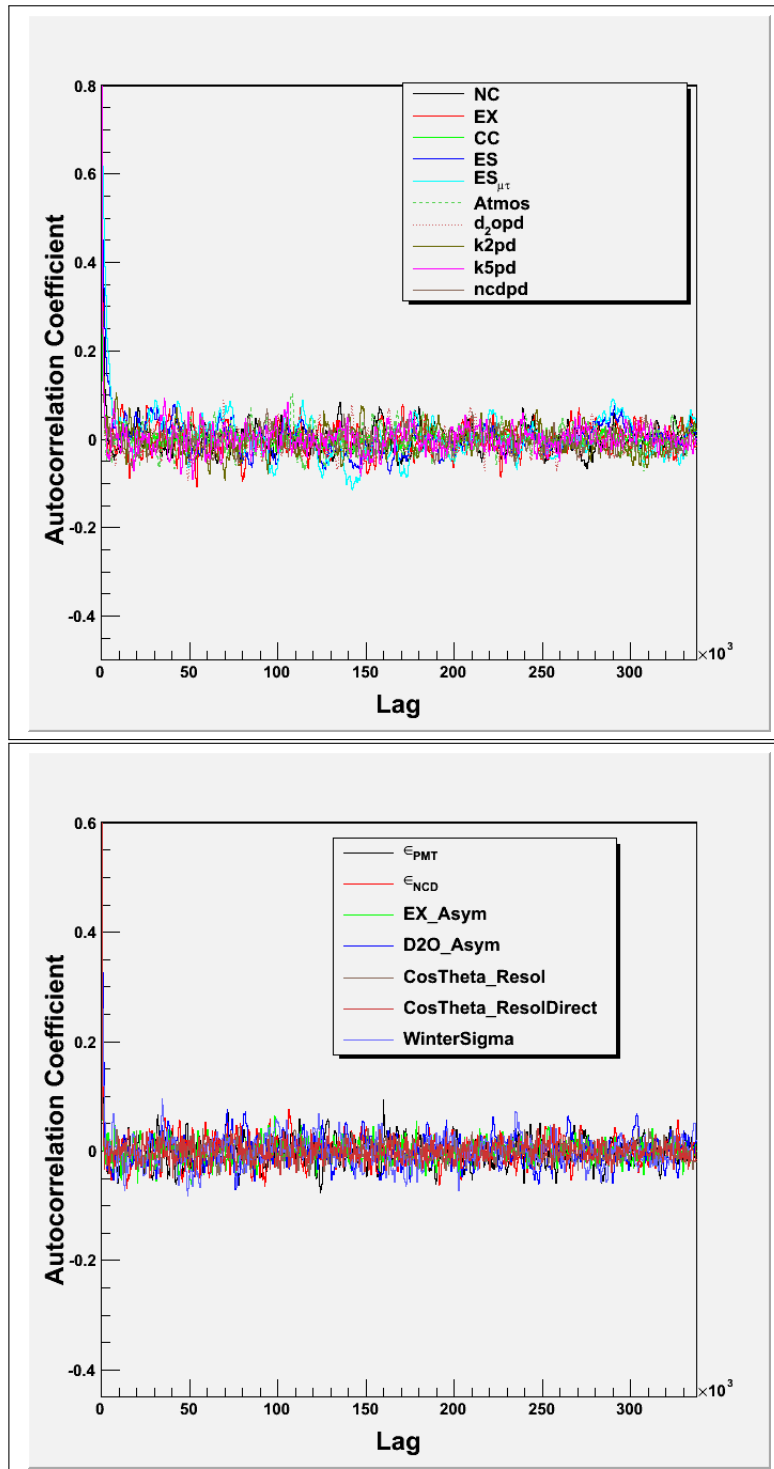 0.8
0.6
0.4
0.2
0
-0.2
-0.4
Autocorrelation Coefficient
NC
EX
CC
ES
ES_μτ
Atmos
d₂opd
k2pd
k5pd
ncdpd
0 50 100 150 200 250 300
×10³
Lag
0.6
0.4
0.2
0
-0.2
-0.4
Autocorrelation Coefficient
∈_PMT
∈_NCD
EX_Asym
D2O_Asym
CosTheta_Resol
CosTheta_ResolDirect
WinterSigma
0 50 100 150 200 250 300
×10³
Lag